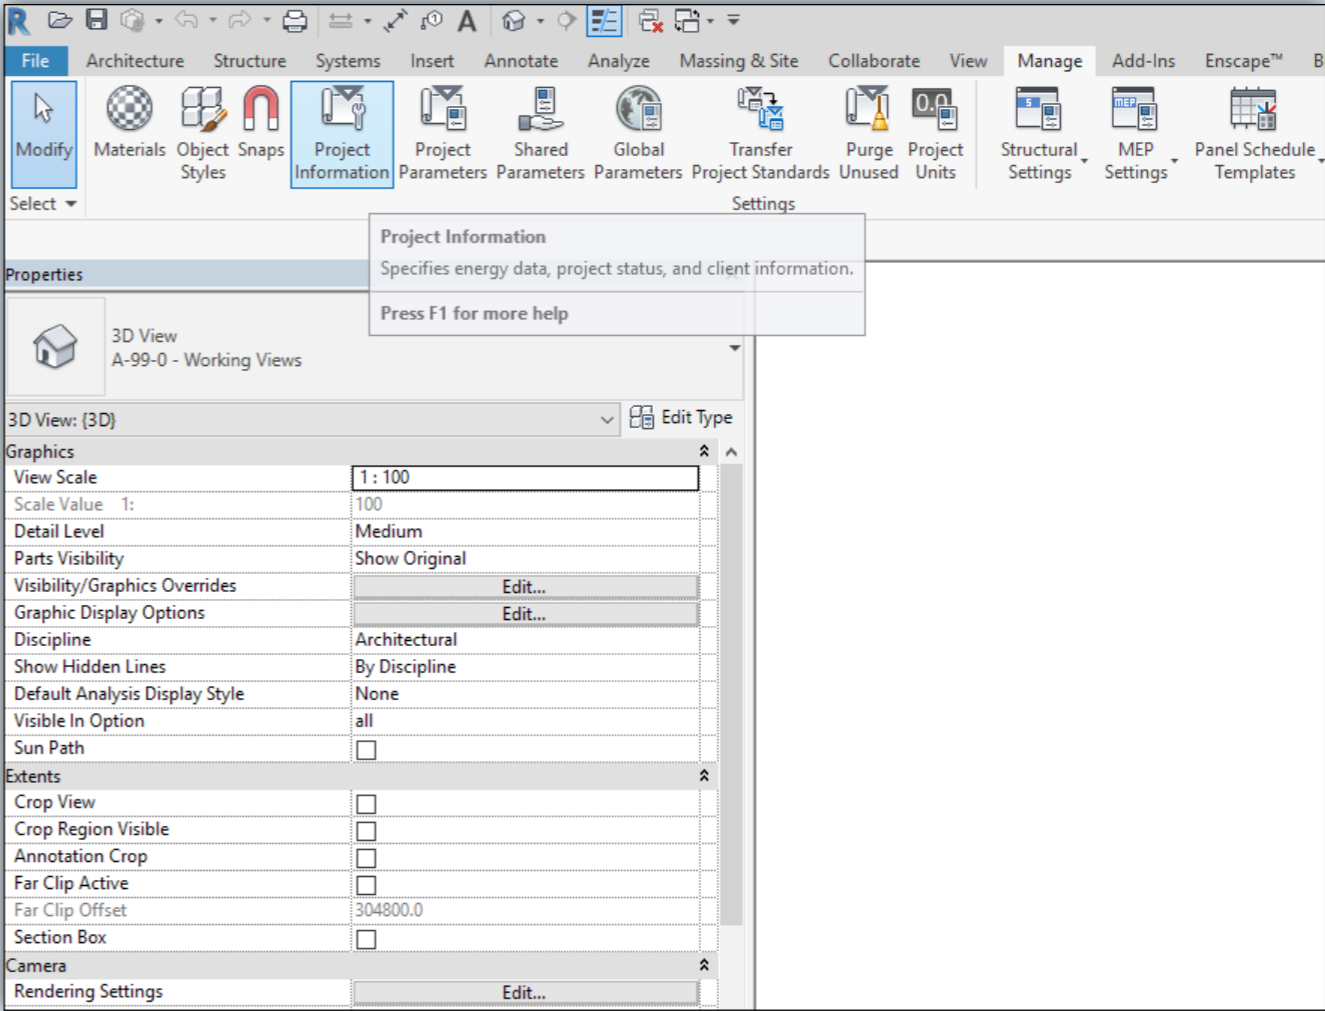 File Architecture Structure Systems Insert Annotate Analyze Massing & Site Collaborate View Manage Add-Ins Enscape™
Modify Materials Object Styles Snaps Project Information Project Parameters Shared Parameters Global Parameters Transfer Project Standards Purge Unused Project Units Structural Settings MEP Settings Panel Schedule Templates
Select Settings
Project Information
Specifies energy data, project status, and client information.
Press F1 for more help
Properties
3D View
A-99-0 - Working Views
3D View: {3D} Edit Type
Graphics
View Scale 1 : 100
Scale Value 1: 100
Detail Level Medium
Parts Visibility Show Original
Visibility/Graphics Overrides Edit...
Graphic Display Options Edit...
Discipline Architectural
Show Hidden Lines By Discipline
Default Analysis Display Style None
Visible In Option all
Sun Path
Extents
Crop View
Crop Region Visible
Annotation Crop
Far Clip Active
Far Clip Offset 304800.0
Section Box
Camera
Rendering Settings Edit...